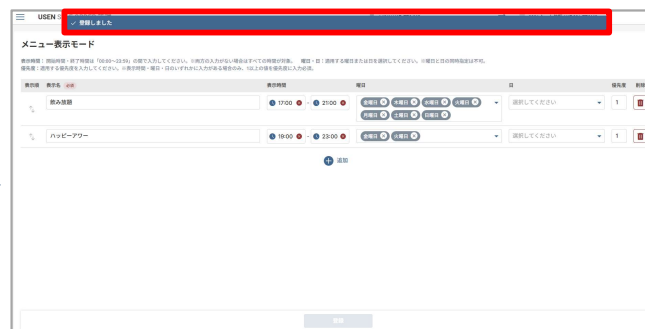 USEN
✓ 登録しました
メニュー表示モード
表示時間：開始時間・終了時間は「00:00~23:59」の間で入力してください。※両方の入力がない場合はすべての時間が対象。 曜日・日：適用する曜日または日を選択してください。※曜日と日の同時指定は不可。
優先度：適用する優先度を入力してください。※表示時間・曜日・日のいずれかに入力がある場合のみ、1以上の値を優先度に入力必須。
表示順 表示名 必須 表示時間 曜日 日 優先度 削除
飲み放題 17:00 - 21:00 金曜日 木曜日 水曜日 火曜日 選択してください 1
月曜日 土曜日 日曜日
ハッピーアワー 19:00 - 23:00 金曜日 火曜日 選択してください 1
追加
登録